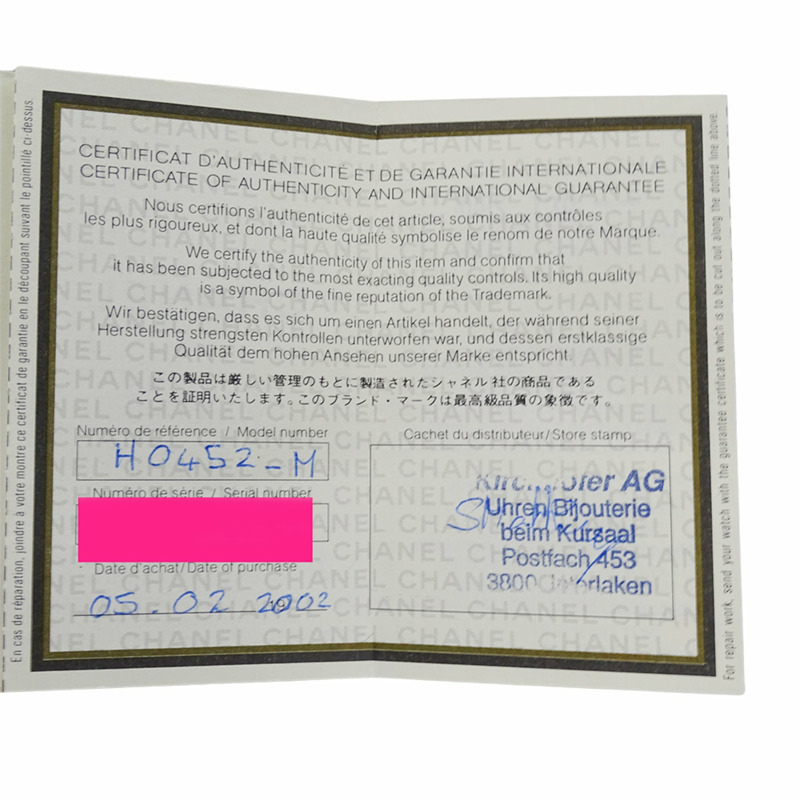 CERTIFICAT D'AUTHENTICITÉ ET DE GARANTIE INTERNATIONALE
CERTIFICATE OF AUTHENTICITY AND INTERNATIONAL GUARANTEE
Nous certifions l'authenticité de cet article, soumis aux contrôles
les plus rigoureux, et dont la haute qualité symbolise le renom de notre Marque.
We certify the authenticity of this item and confirm that
it has been subjected to the most exacting quality controls. Its high quality
is a symbol of the fine reputation of the Trademark.
Wir bestätigen, dass es sich um einen Artikel handelt, der während seiner
Herstellung strengsten Kontrollen unterworfen war, und dessen erstklassige
Qualität dem hohen Ansehen unserer Marke entspricht.
この製品は厳しい管理のもとに製造されたシャネル社の商品である
ことを証明いたします。このブランド・マークは最高級品質の象徴です。
Numéro de référence / Model number
H0452-M
Numéro de série / Serial number
Date d'achat/Date of purchase
05.02 2002
Cachet du distributeur/Store stamp
AG
Uhren Bijouterie
beim Kursaal
Postfach 453
3800 Interlaken
En cas de réparation, joindre à votre montre ce certificat de garantie en le découpant suivant le pointillé ci-dessus.
For repair work, send your watch with the guarantee certificate which is to be cut out along the dotted line above.
CHANEL CHANEL CHANEL CHANEL